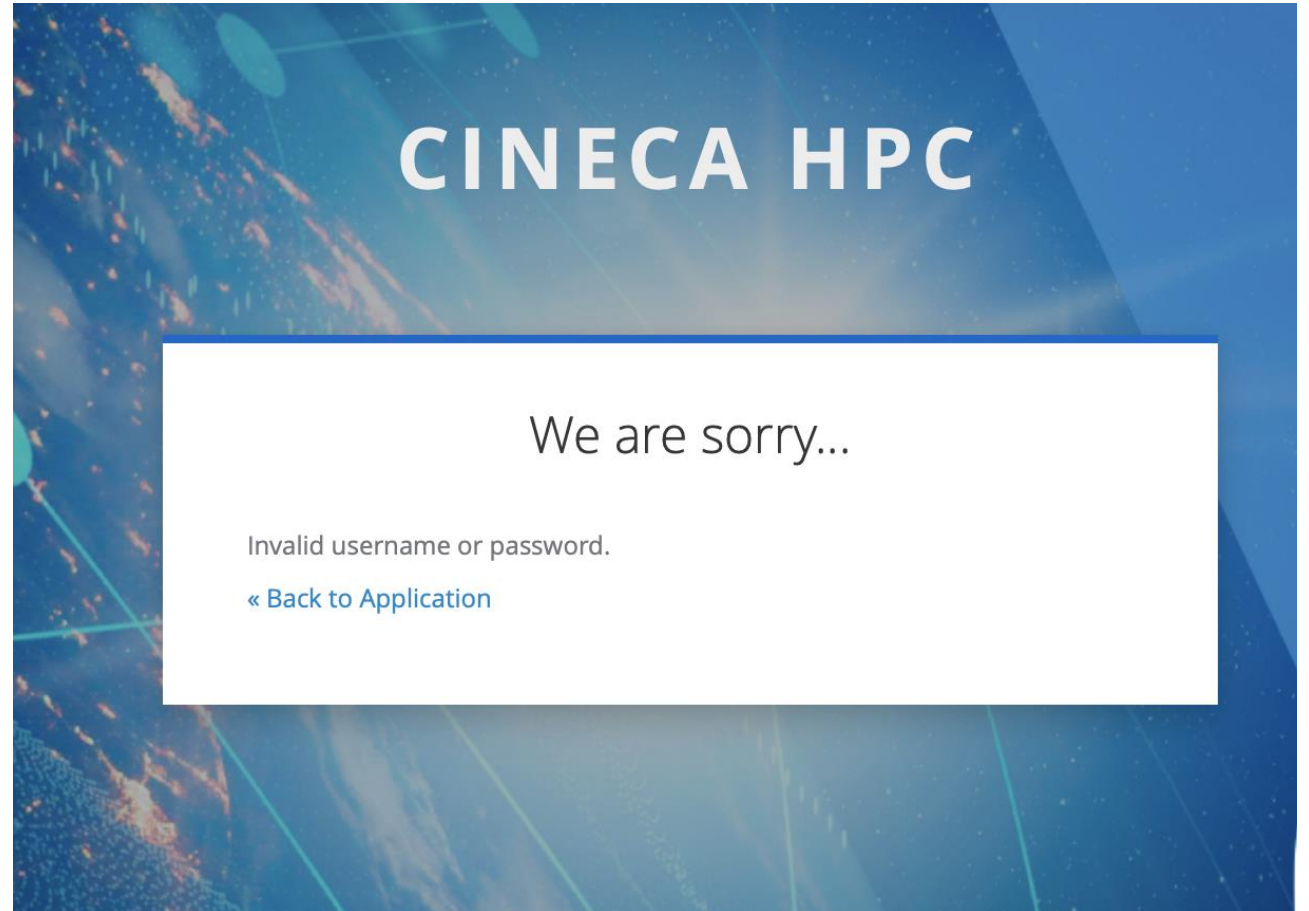 CINECA HPC
We are sorry...
Invalid username or password.
« Back to Application